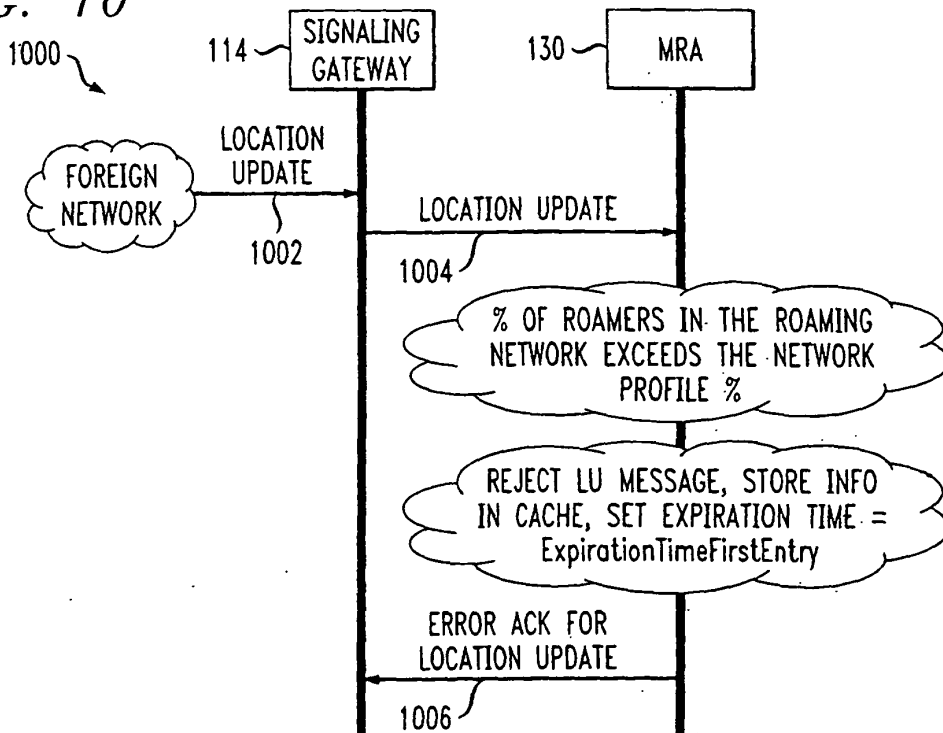 G. 10
1000
114
SIGNALING
GATEWAY
130
MRA
FOREIGN
NETWORK
LOCATION
UPDATE
1002
LOCATION UPDATE
1004
% OF ROAMERS IN THE ROAMING
NETWORK EXCEEDS THE NETWORK
PROFILE %
REJECT LU MESSAGE, STORE INFO
IN CACHE, SET EXPIRATION TIME =
ExpirationTimeFirstEntry
ERROR ACK FOR
LOCATION UPDATE
1006